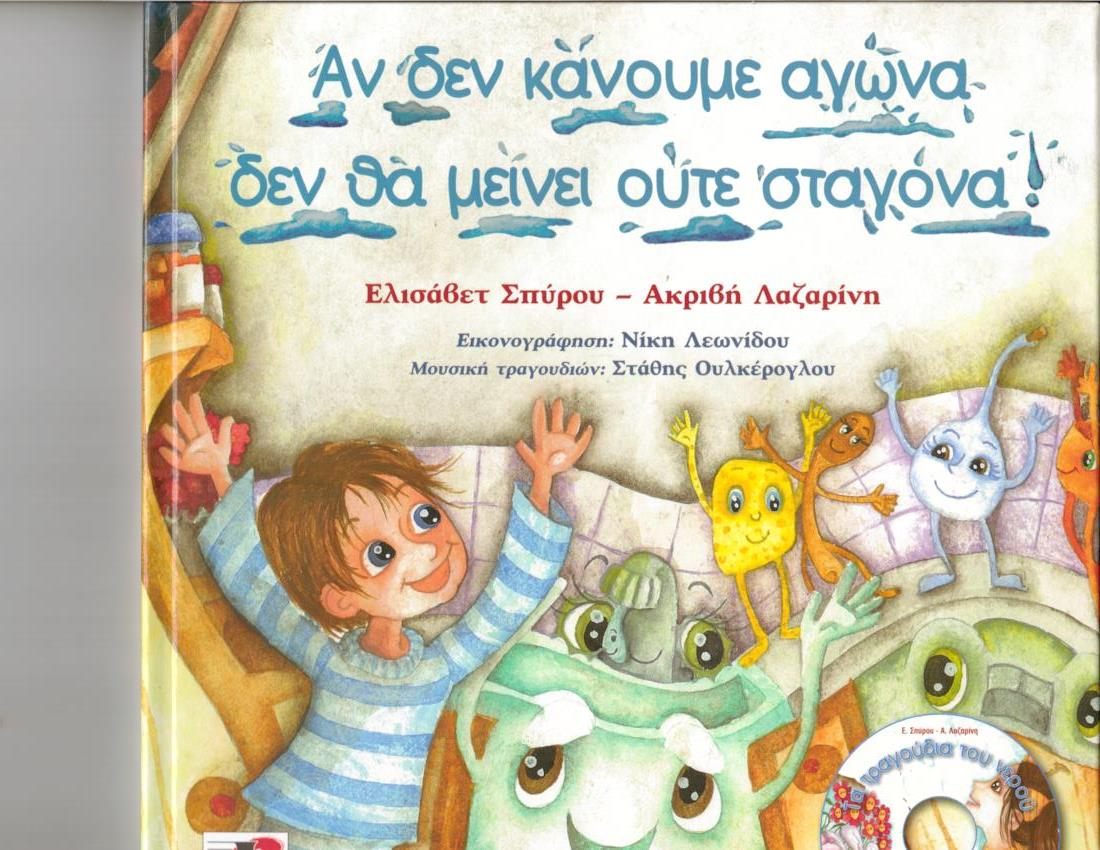 Αν δεν κάνουμε αγώνα
δεν θα μείνει ούτε σταγόνα!
Ελισάβετ Σπύρου – Ακριβή Λαζαρίνη
Εικονογράφηση: Νίκη Λεωνίδου
Μουσική τραγουδιών: Στάθης Ουλκέρογλου
Ε. Σπύρου - Α. Λαζαρίνη
τα τραγούδια του νερού